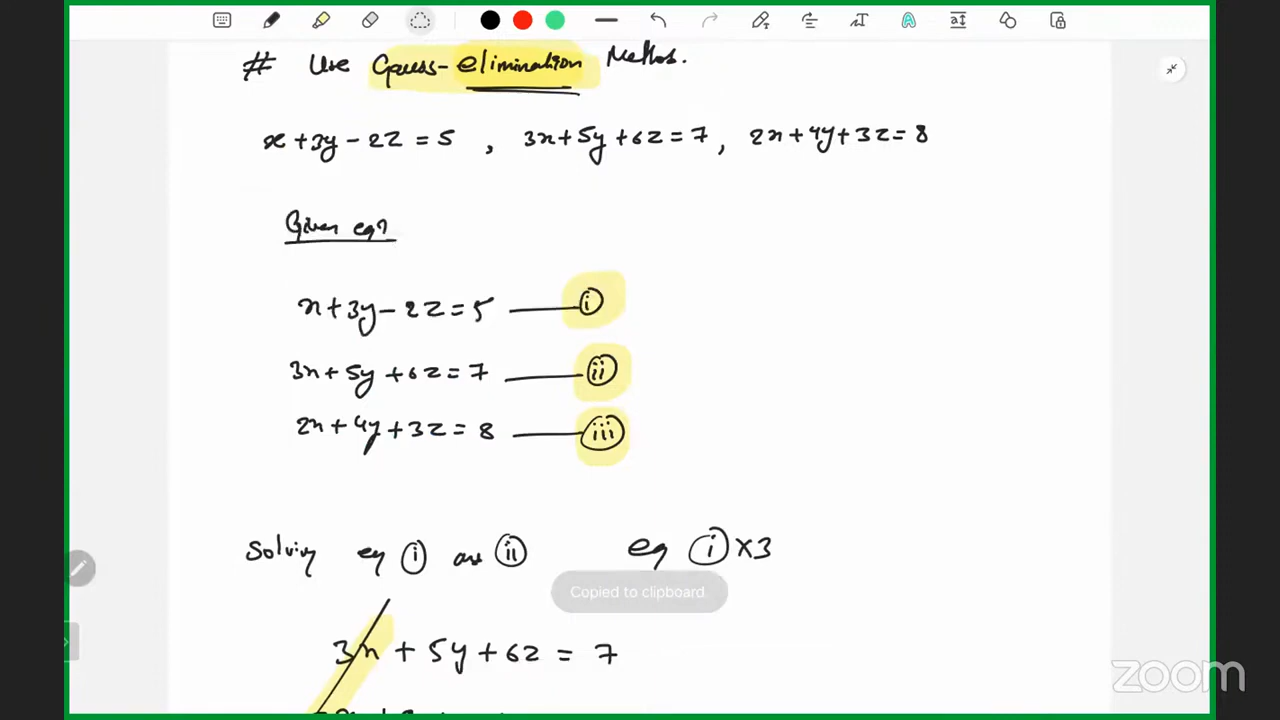 # Use Gauss-elimination Method.
x+3y-2z=5 , 3x+5y+6z=7, 2x+4y+3z=8
Given eqn
x+3y-2z=5 —— (i)
3x+5y+6z=7 —— (ii)
2x+4y+3z=8 —— (iii)
Solving eq (i) and (ii) eq (i)×3
Copied to clipboard
3x + 5y + 6z = 7
zoom